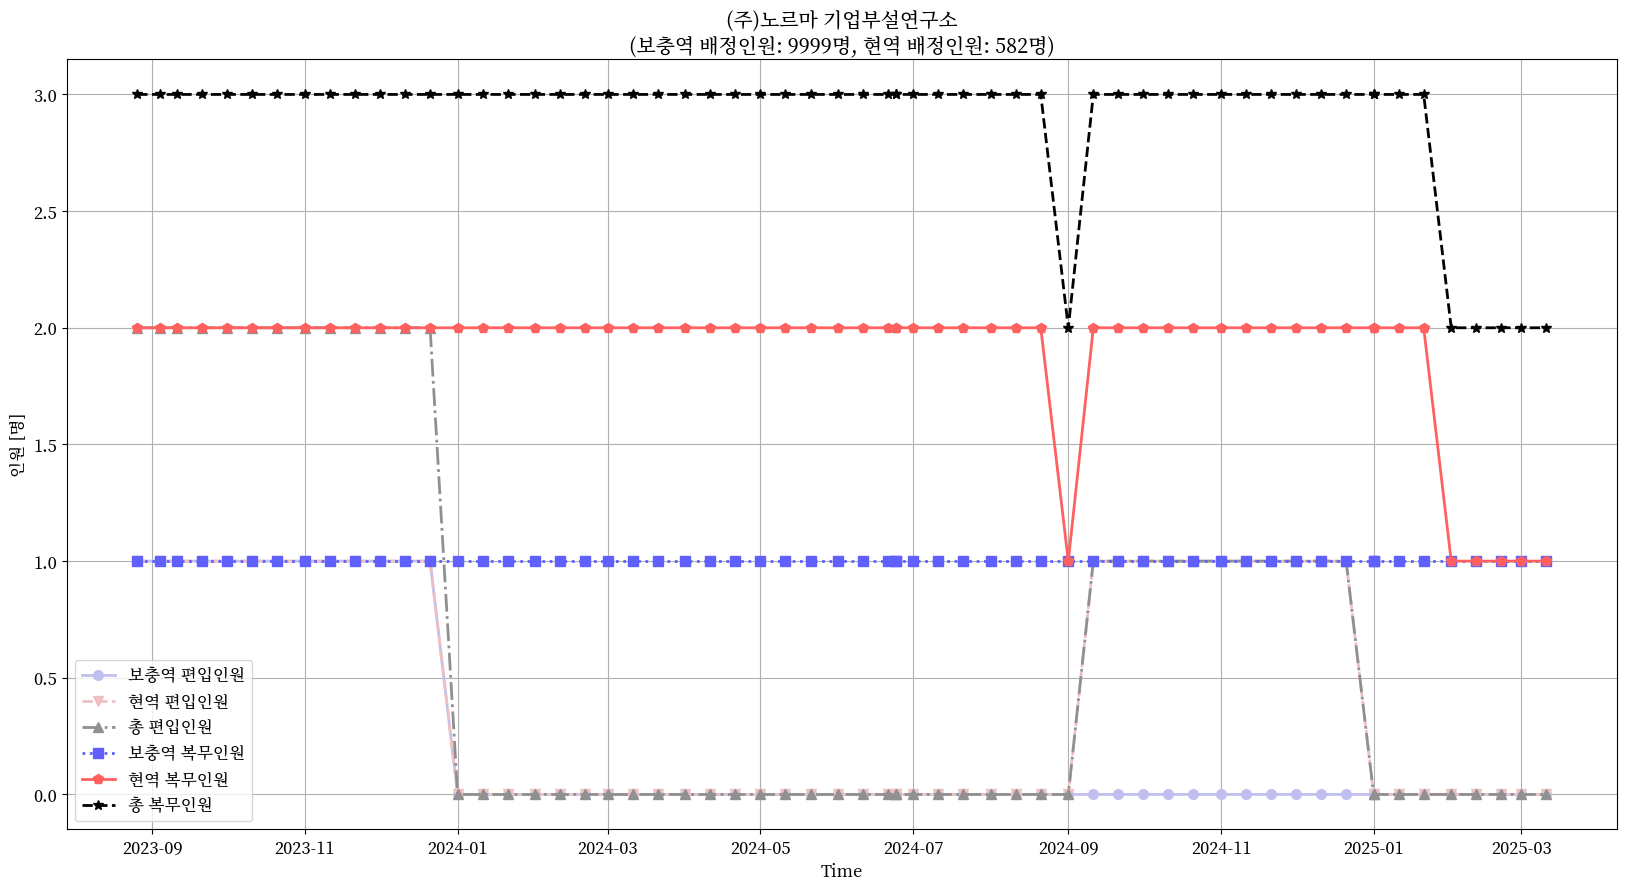 (주)노르마 기업부설연구소
(보충역 배정인원: 9999명, 현역 배정인원: 582명)
인원 [명]
3.0
2.5
2.0
1.5
1.0
0.5
0.0
보충역 편입인원
현역 편입인원
총 편입인원
보충역 복무인원
현역 복무인원
총 복무인원
2023-09 2023-11 2024-01 2024-03 2024-05 2024-07 2024-09 2024-11 2025-01 2025-03
Time